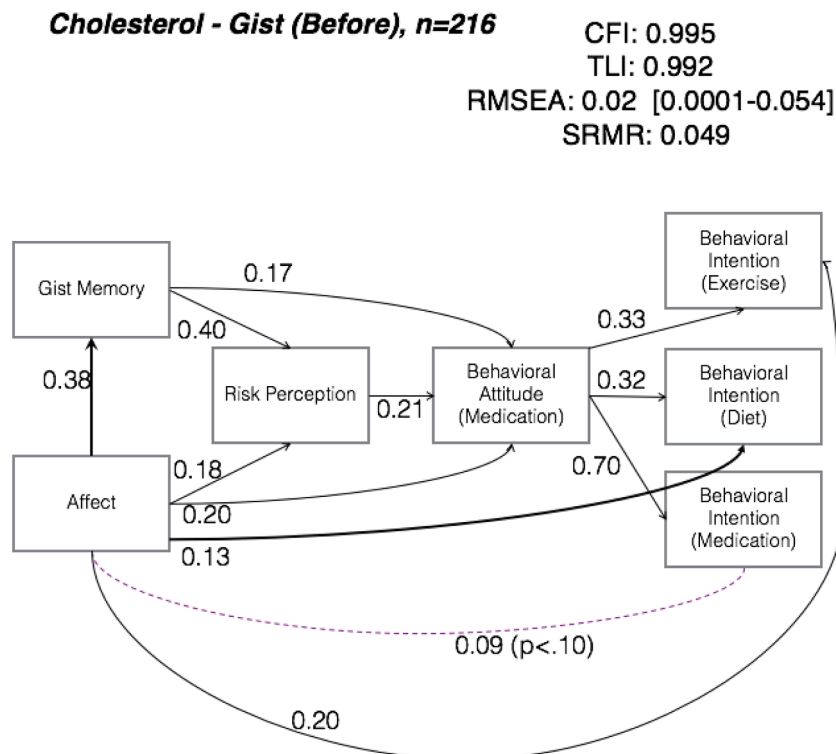 Cholesterol - Gist (Before), n=216
CFI: 0.995
TLI: 0.992
RMSEA: 0.02 [0.0001-0.054]
SRMR: 0.049
Gist Memory
0.17
0.40
0.38
Risk Perception
0.21
Behavioral
Attitude
(Medication)
0.33
0.32
0.70
Behavioral
Intention
(Exercise)
Behavioral
Intention
(Diet)
Behavioral
Intention
(Medication)
Affect
0.18
0.20
0.13
0.09 (p<.10)
0.20